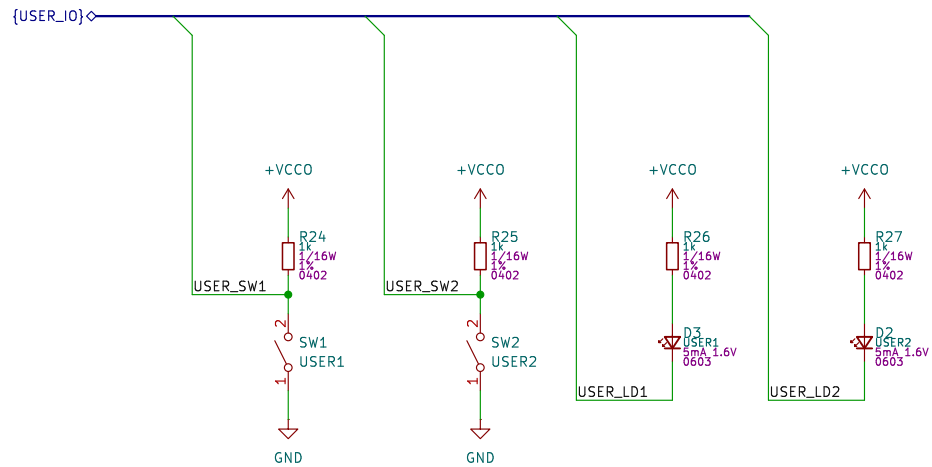 {USER_IO}
+VCCO
+VCCO
+VCCO
+VCCO
R24
1k
1/16W
1%
0402
R25
1k
1/16W
1%
0402
R26
1k
1/16W
1%
0402
R27
1k
1/16W
1%
0402
USER_SW1
USER_SW2
2
SW1
USER1
1
2
SW2
USER2
1
D3
USER1
5mA 1.6V
0603
D2
USER2
5mA 1.6V
0603
USER_LD1
USER_LD2
GND
GND